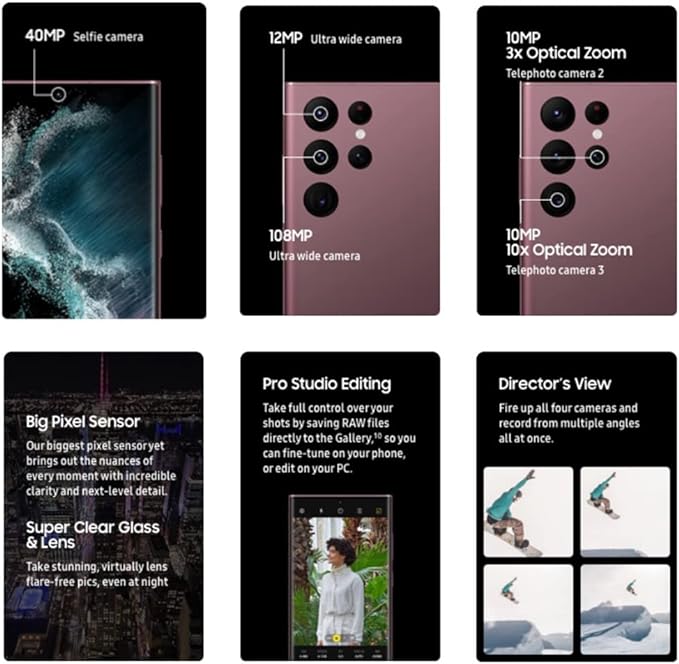 40MP Selfie camera
12MP Ultra wide camera
108MP
Ultra wide camera
10MP
3x Optical Zoom
Telephoto camera 2
10MP
10x Optical Zoom
Telephoto camera 3
Big Pixel Sensor
Our biggest pixel sensor yet
brings out the nuances of
every moment with incredible
clarity and next-level detail.
Super Clear Glass
& Lens
Take stunning, virtually lens
flare-free pics, even at night
Pro Studio Editing
Take full control over your
shots by saving RAW files
directly to the Gallery,¹⁰ so you
can fine-tune on your phone,
or edit on your PC.
Director's View
Fire up all four cameras and
record from multiple angles
all at once.